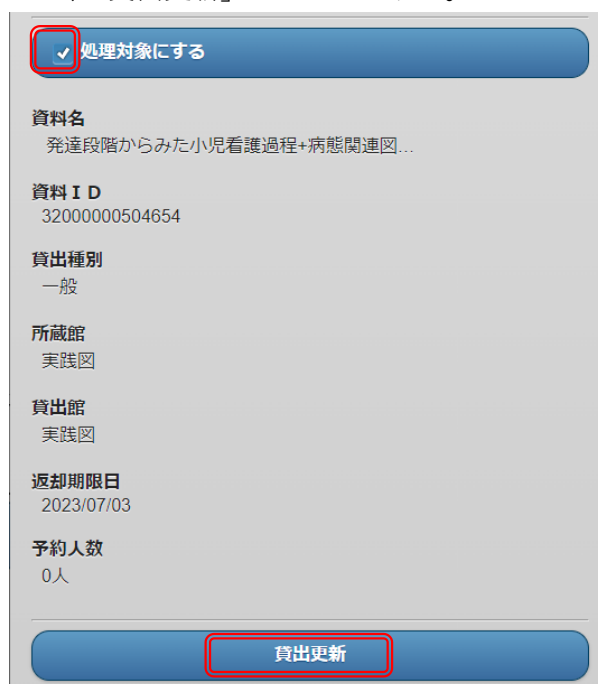 処理対象にする
資料名
発達段階からみた小児看護過程+病態関連図...
資料ＩＤ
32000000504654
貸出種別
一般
所蔵館
実践図
貸出館
実践図
返却期限日
2023/07/03
予約人数
0人
貸出更新